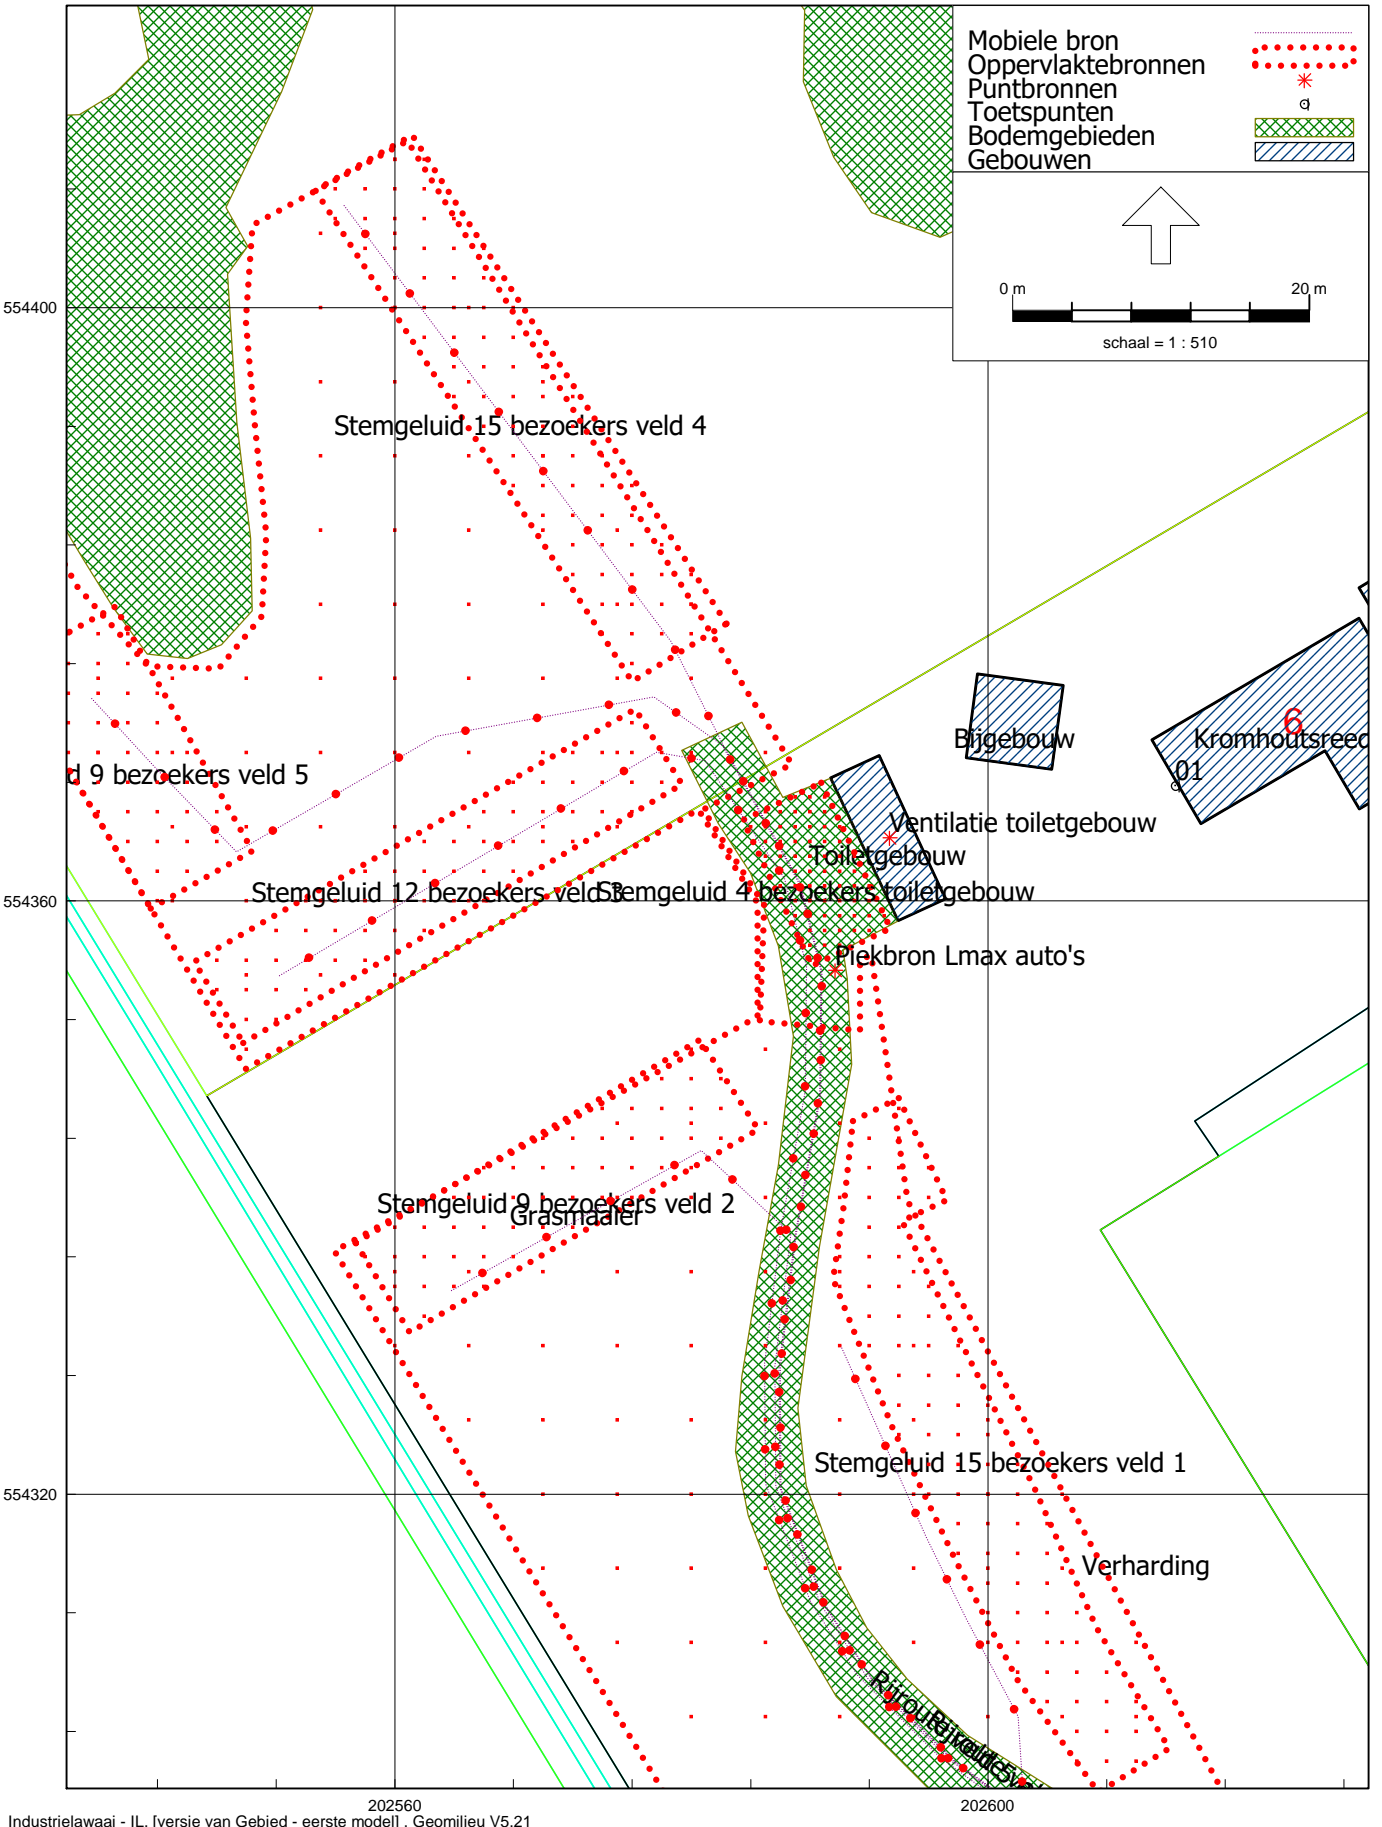 Mobiele bron
Oppervlaktebronnen
Puntbronnen
Toetspunten
Bodemgebieden
Gebouwen
0 m 20 m
schaal = 1 : 510
554400
Stemgeluid 15 bezoekers veld 4
6
Bijgebouw
Kromhoutsreed
01
d 9 bezoekers veld 5
Ventilatie toiletgebouw
Toiletgebouw
Stemgeluid 12 bezoekers veld 3
Stemgeluid 4 bezoekers toiletgebouw
554360
Piekbron Lmax auto's
Stemgeluid 9 bezoekers veld 2
Grasmaaier
Stemgeluid 15 bezoekers veld 1
554320
Verharding
202560
202600
Industrielawaai - IL, [versie van Gebied - eerste model] , Geomilieu V5.21